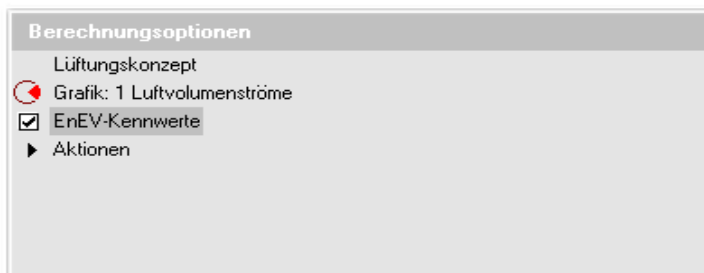 Berechnungsoptionen
Lüftungskonzept
Grafik: 1 Luftvolumenströme
EnEV-Kennwerte
Aktionen